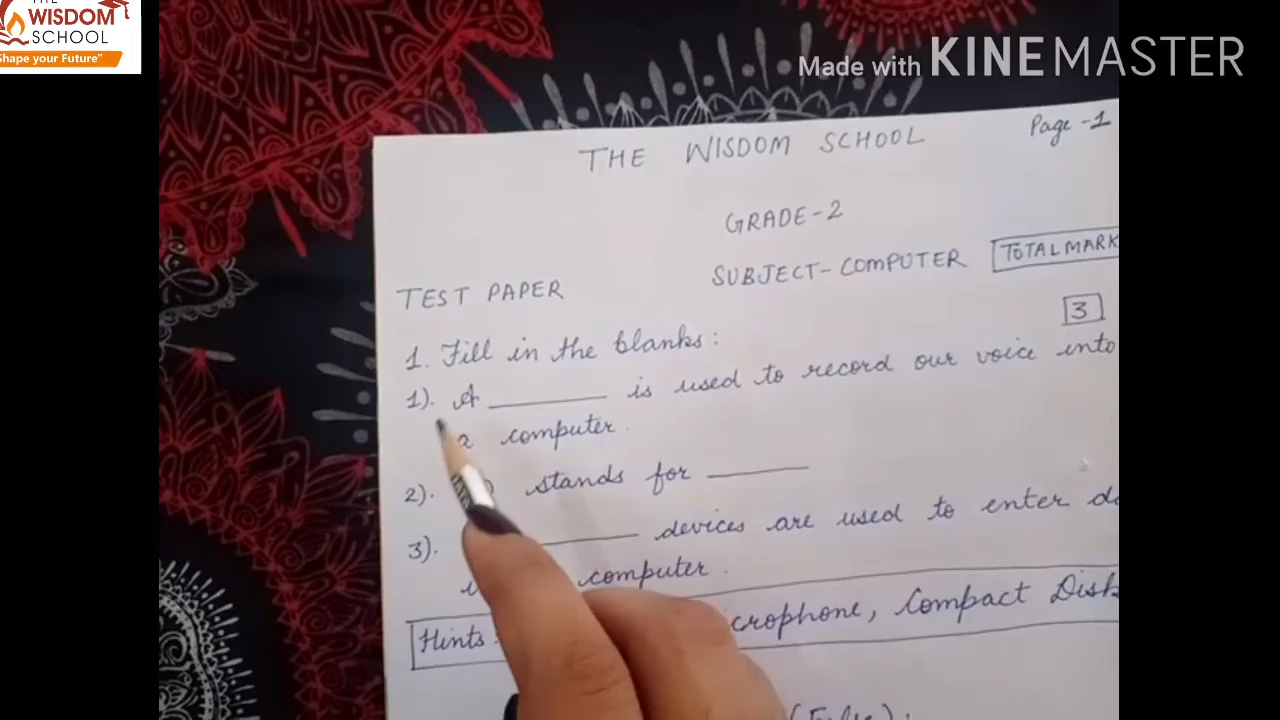 THE
WISDOM
SCHOOL
Shape your Future"
Made with KINEMASTER
THE WISDOM SCHOOL Page-1
GRADE-2
SUBJECT-COMPUTER TOTAL MARK
TEST PAPER
3
1. Fill in the blanks:
1). A ________ is used to record our voice into
a computer.
2). stands for ________
3). ________ devices are used to enter
computer.
Hints: crophone, Compact Disk
(False):